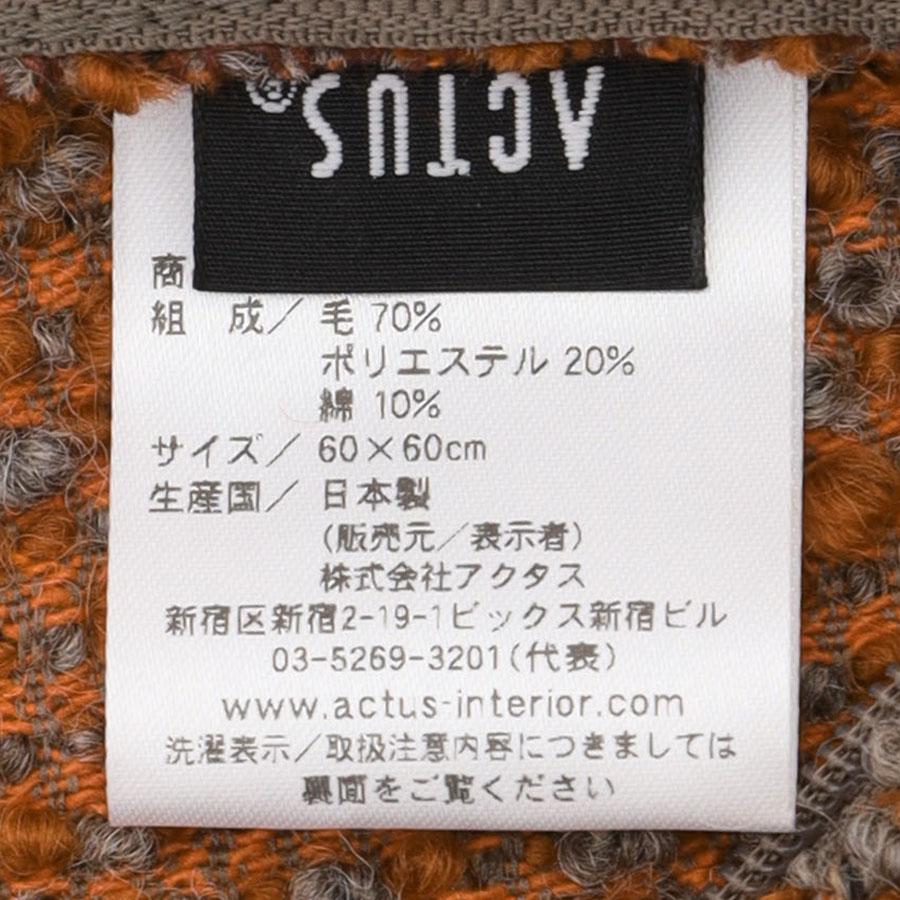 ACTUS®
商
組 成／毛 70%
ポリエステル 20%
綿 10%
サイズ／60×60cm
生産国／日本製
(販売元／表示者)
株式会社アクタス
新宿区新宿2-19-1ビックス新宿ビル
03-5269-3201(代表)
www.actus-interior.com
洗濯表示／取扱注意内容につきましては
裏面をご覧ください